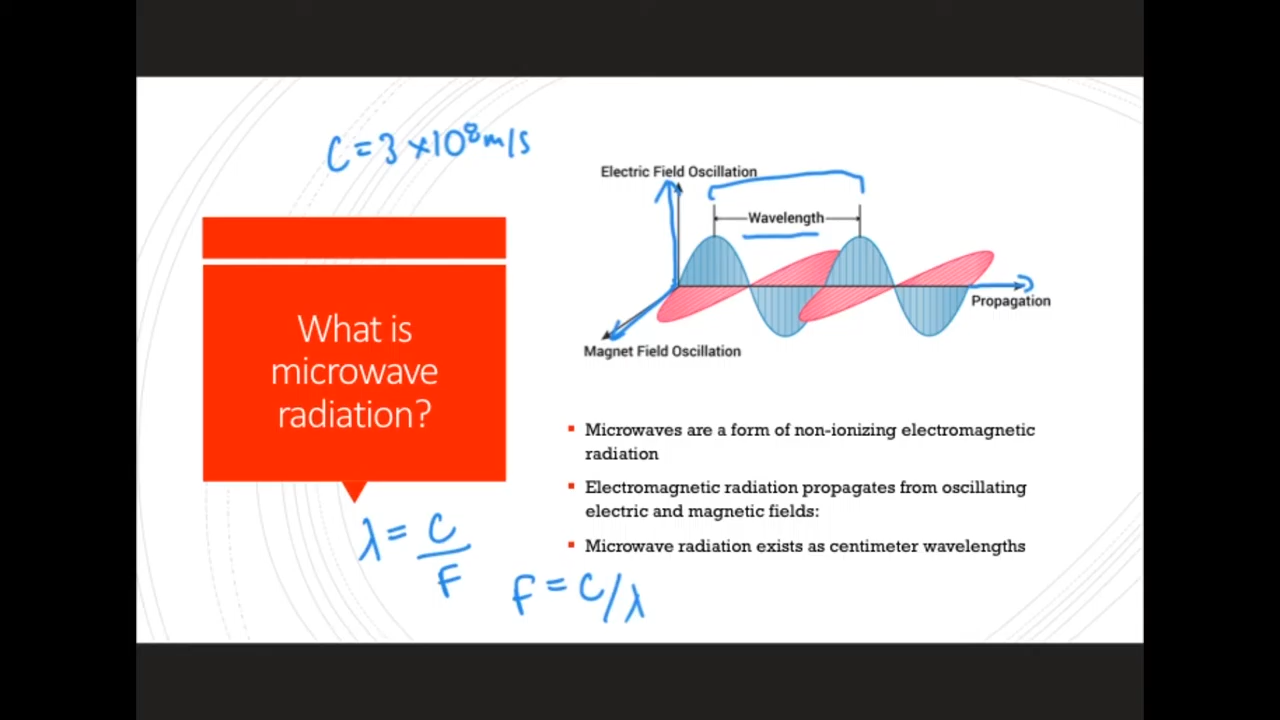 C = 3 × 10⁸ m/s
Electric Field Oscillation
Wavelength
Propagation
Magnet Field Oscillation
What is
microwave
radiation?
▪ Microwaves are a form of non-ionizing electromagnetic
radiation
▪ Electromagnetic radiation propagates from oscillating
electric and magnetic fields:
▪ Microwave radiation exists as centimeter wavelengths
λ = C/F
F = C/λ